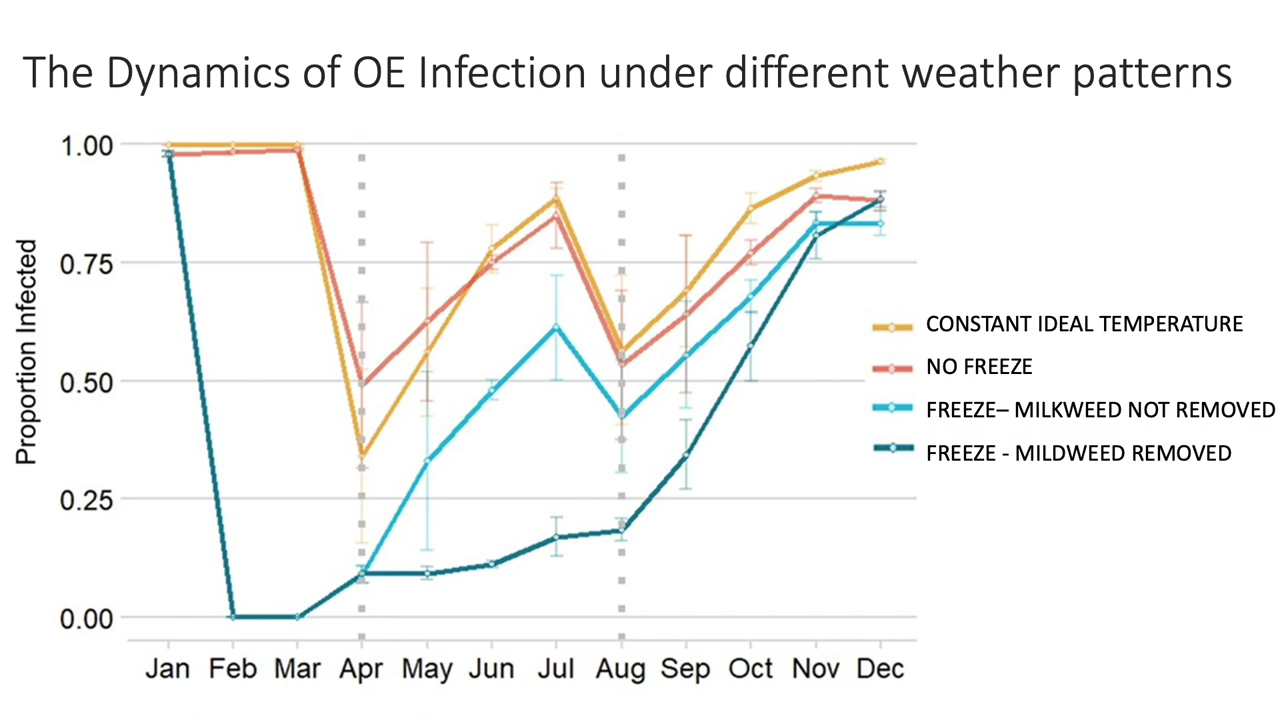 The Dynamics of OE Infection under different weather patterns
Proportion Infected
1.00
0.75
0.50
0.25
0.00
Jan Feb Mar Apr May Jun Jul Aug Sep Oct Nov Dec
CONSTANT IDEAL TEMPERATURE
NO FREEZE
FREEZE– MILKWEED NOT REMOVED
FREEZE - MILDWEED REMOVED